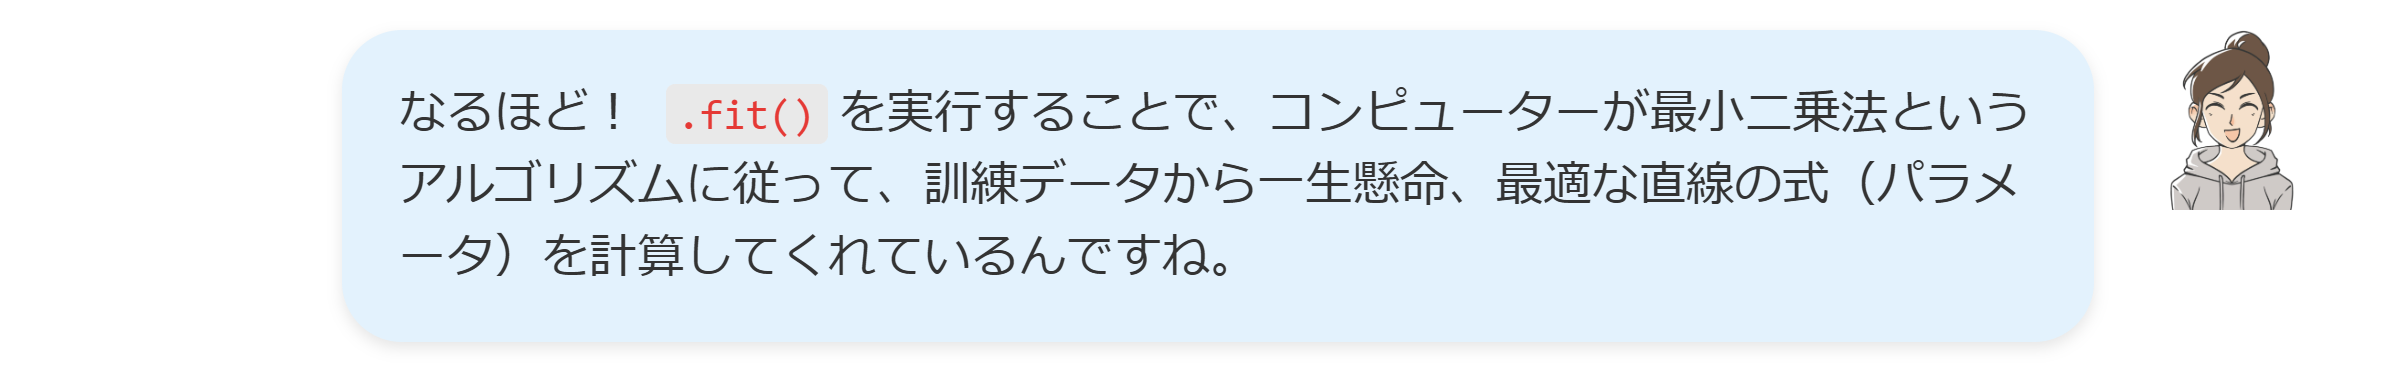 なるほど！ .fit() を実行することで、コンピューターが最小二乗法という
アルゴリズムに従って、訓練データから一生懸命、最適な直線の式（パラメ
ータ）を計算してくれているんですね。